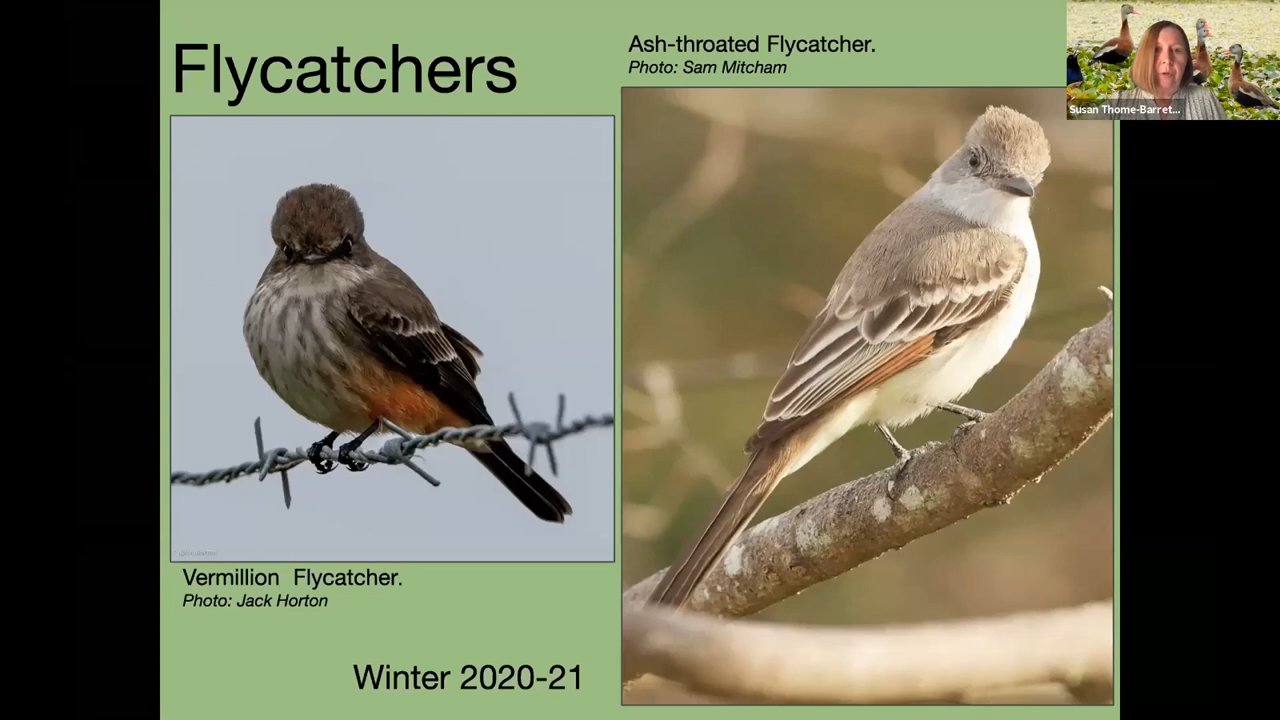 Flycatchers
Ash-throated Flycatcher.
Photo: Sam Mitcham
Susan Thome-Barret...
Vermillion Flycatcher.
Photo: Jack Horton
Winter 2020-21